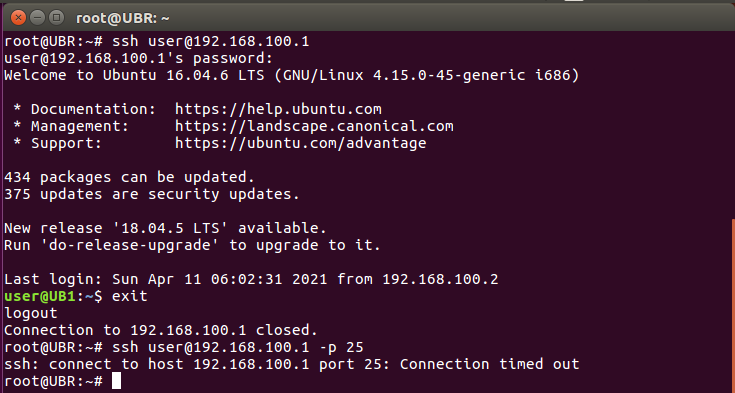 root@UBR: ~
root@UBR:~# ssh user@192.168.100.1
user@192.168.100.1's password:
Welcome to Ubuntu 16.04.6 LTS (GNU/Linux 4.15.0-45-generic i686)
* Documentation:  https://help.ubuntu.com
* Management:     https://landscape.canonical.com
* Support:        https://ubuntu.com/advantage
434 packages can be updated.
375 updates are security updates.
New release '18.04.5 LTS' available.
Run 'do-release-upgrade' to upgrade to it.
Last login: Sun Apr 11 06:02:31 2021 from 192.168.100.2
user@UB1:~$ exit
logout
Connection to 192.168.100.1 closed.
root@UBR:~# ssh user@192.168.100.1 -p 25
ssh: connect to host 192.168.100.1 port 25: Connection timed out
root@UBR:~#